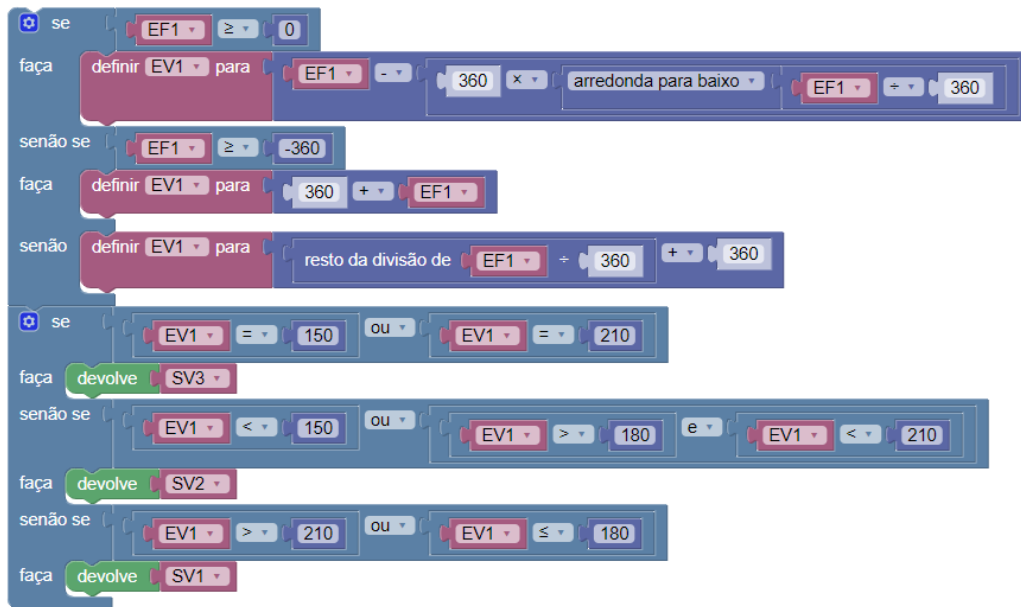 se EF1 ≥ 0
faça definir EV1 para EF1 - 360 × arredonda para baixo EF1 ÷ 360
senão se EF1 ≥ -360
faça definir EV1 para 360 + EF1
senão definir EV1 para resto da divisão de EF1 ÷ 360 + 360
se EV1 = 150 ou EV1 = 210
faça devolve SV3
senão se EV1 < 150 ou EV1 > 180 e EV1 < 210
faça devolve SV2
senão se EV1 > 210 ou EV1 ≤ 180
faça devolve SV1